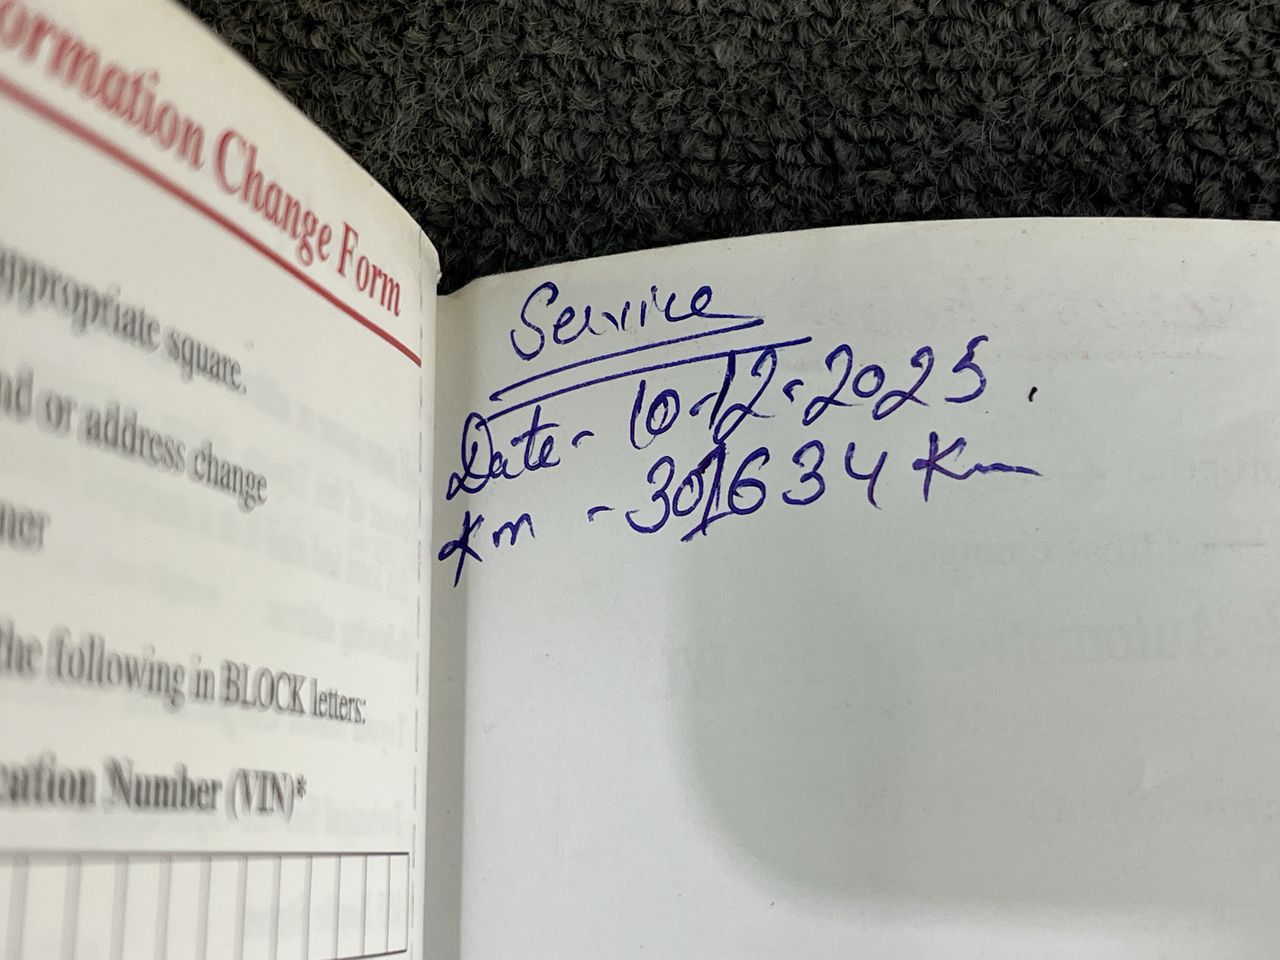 ormation Change Form
appropriate square.
nd or address change
ner
the following in BLOCK letters:
cation Number (VIN)*
Service
Date - 10-12-2025.
Km - 301634 Km